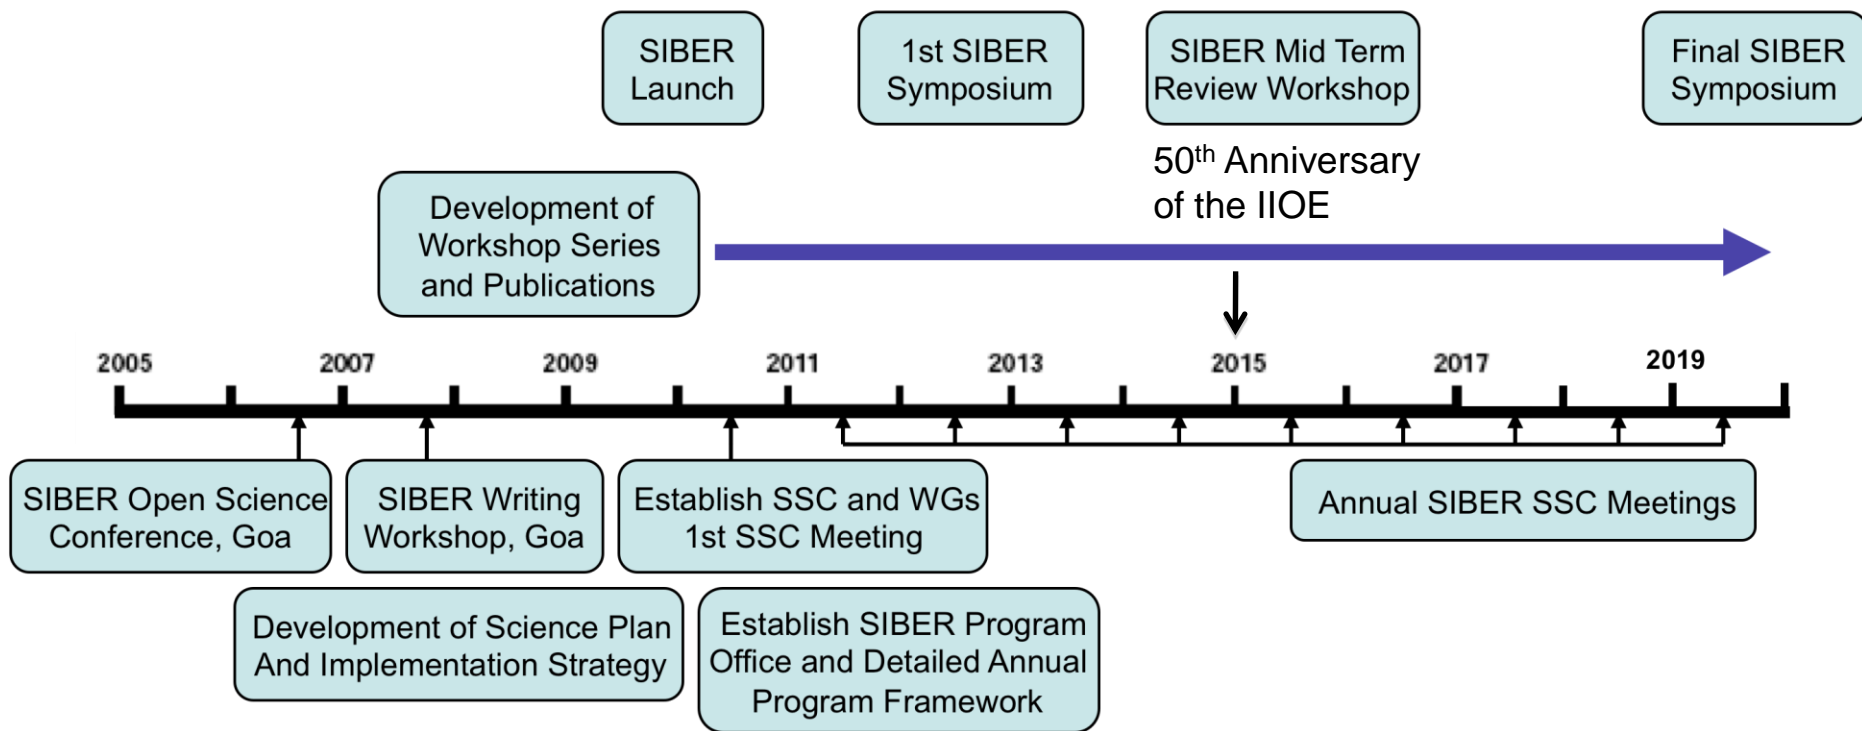 SIBER
Launch
1st SIBER
Symposium
SIBER Mid Term
Review Workshop
Final SIBER
Symposium
50th Anniversary
of the IIOE
Development of
Workshop Series
and Publications
2005
2007
2009
2011
2013
2015
2017
2019
SIBER Open Science
Conference, Goa
SIBER Writing
Workshop, Goa
Establish SSC and WGs
1st SSC Meeting
Annual SIBER SSC Meetings
Development of Science Plan
And Implementation Strategy
Establish SIBER Program
Office and Detailed Annual
Program Framework